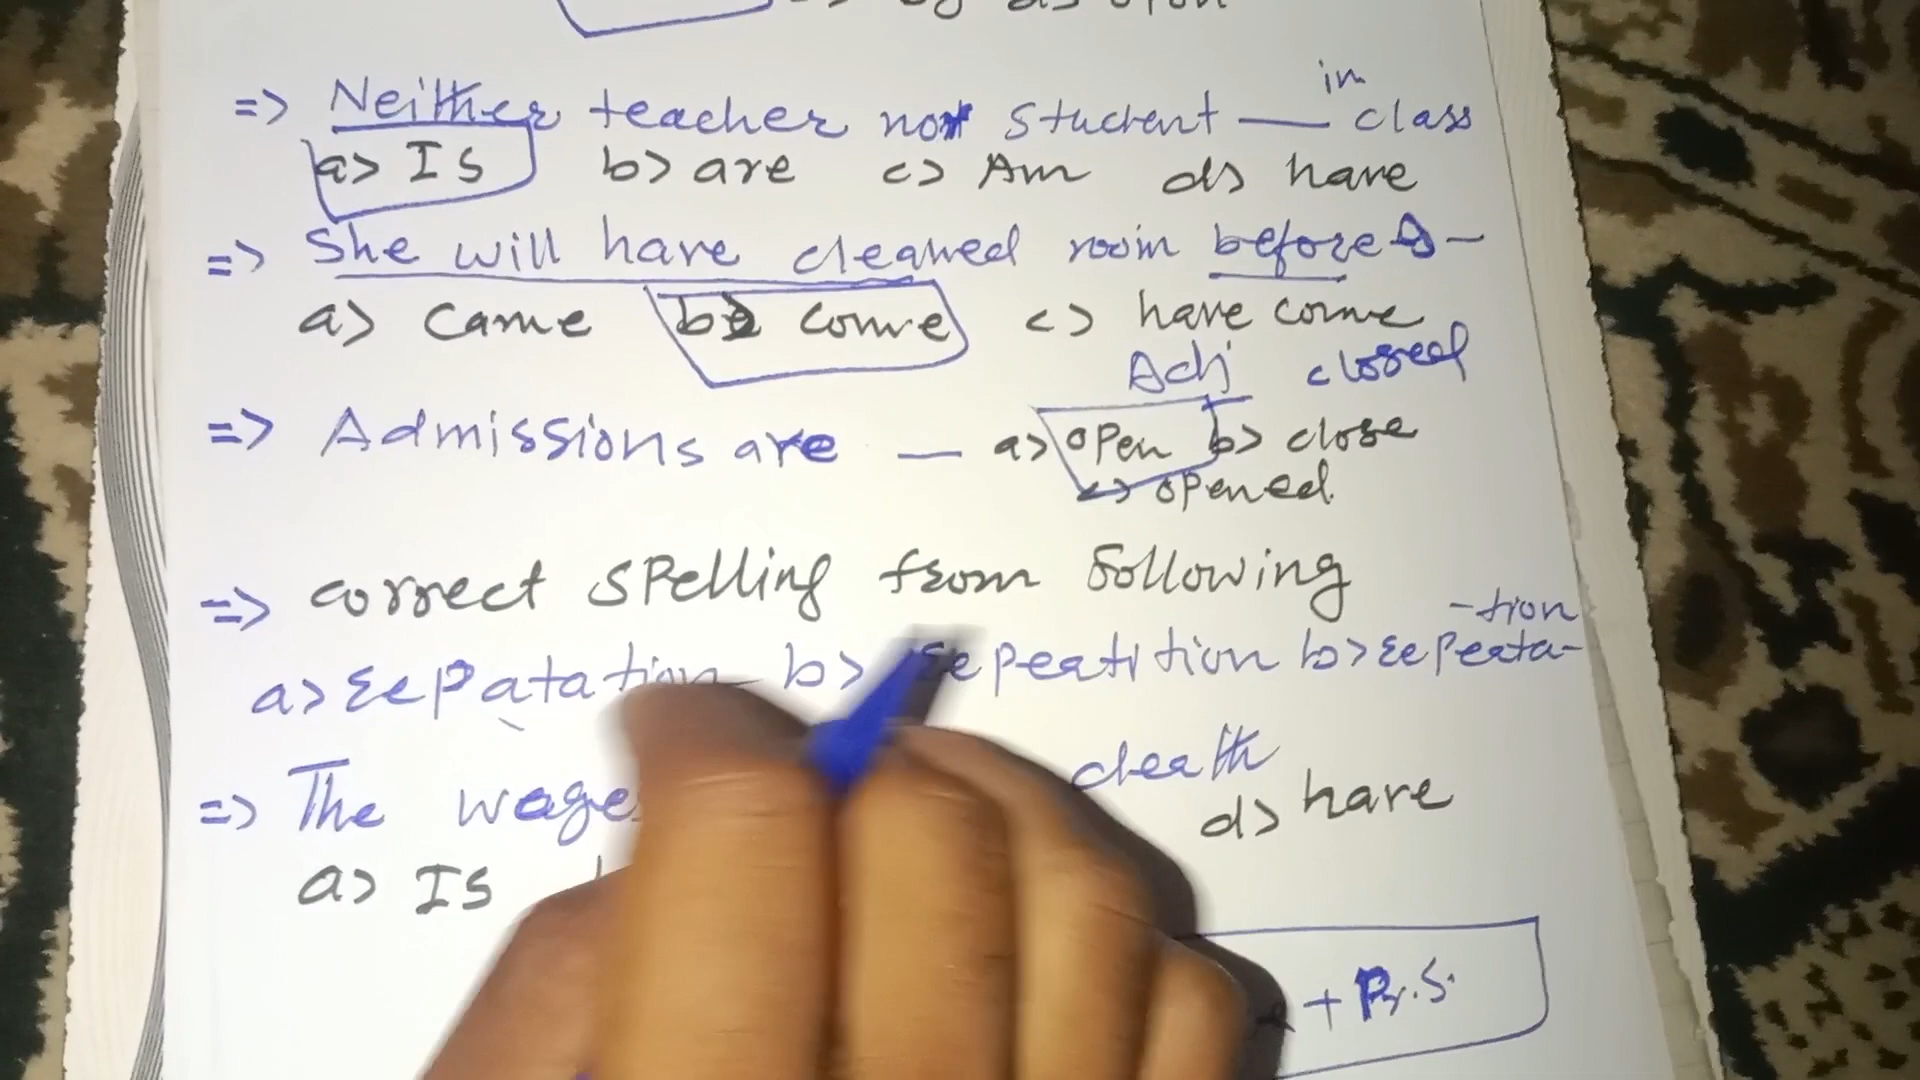 => Neither teacher not student — in class
a> Is b> are c> Am d> have
=> She will have cleaned room before —
a> came b> come c> have come
Adj closed
=> Admissions are — a> open b> close
c> opened
=> correct spelling from following
-tion
a> repatation b> repeatition b> repeata-
=> The wages death
a> Is d> have
+ Pr.S.